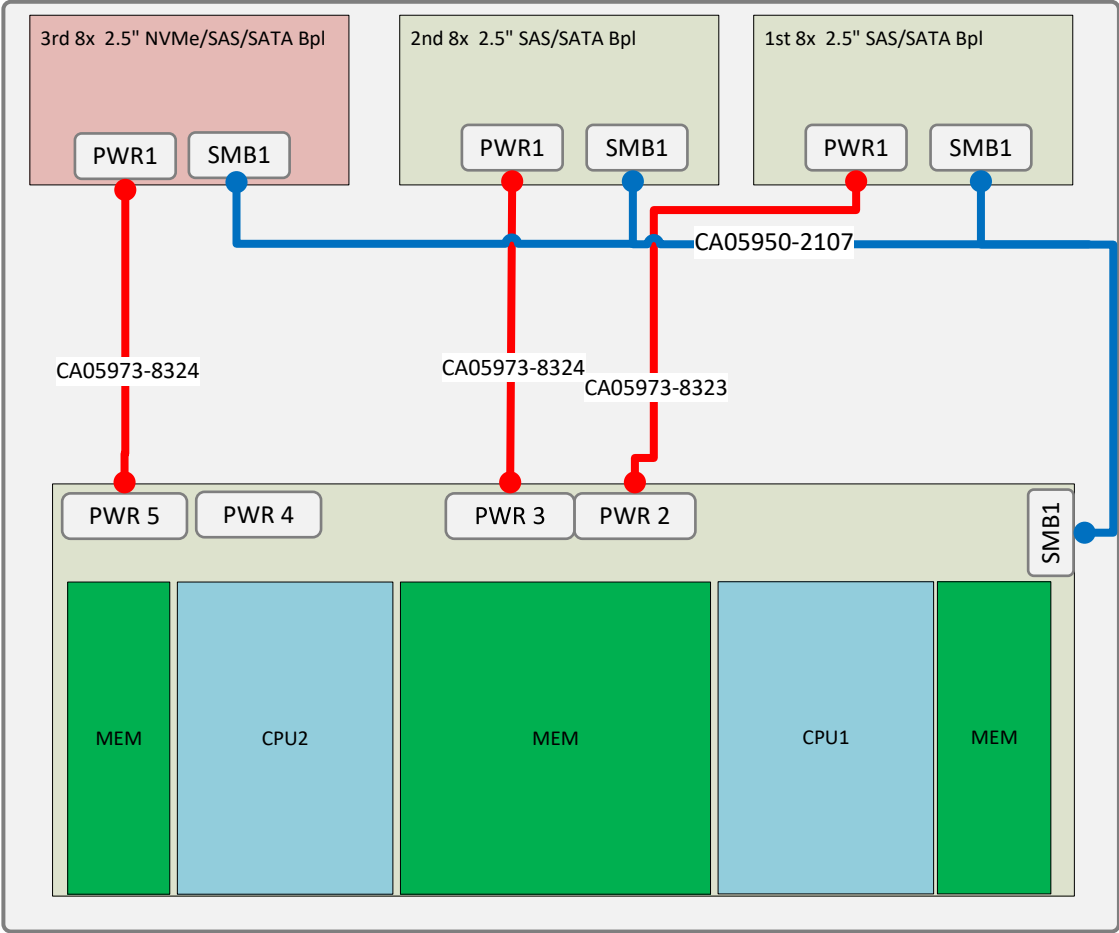 3rd 8x  2.5" NVMe/SAS/SATA Bpl
2nd 8x  2.5" SAS/SATA Bpl
1st 8x  2.5" SAS/SATA Bpl
PWR1
SMB1
PWR1
SMB1
PWR1
SMB1
CA05950-2107
CA05973-8324
CA05973-8324
CA05973-8323
PWR 5
PWR 4
PWR 3
PWR 2
SMB1
MEM
CPU2
MEM
CPU1
MEM